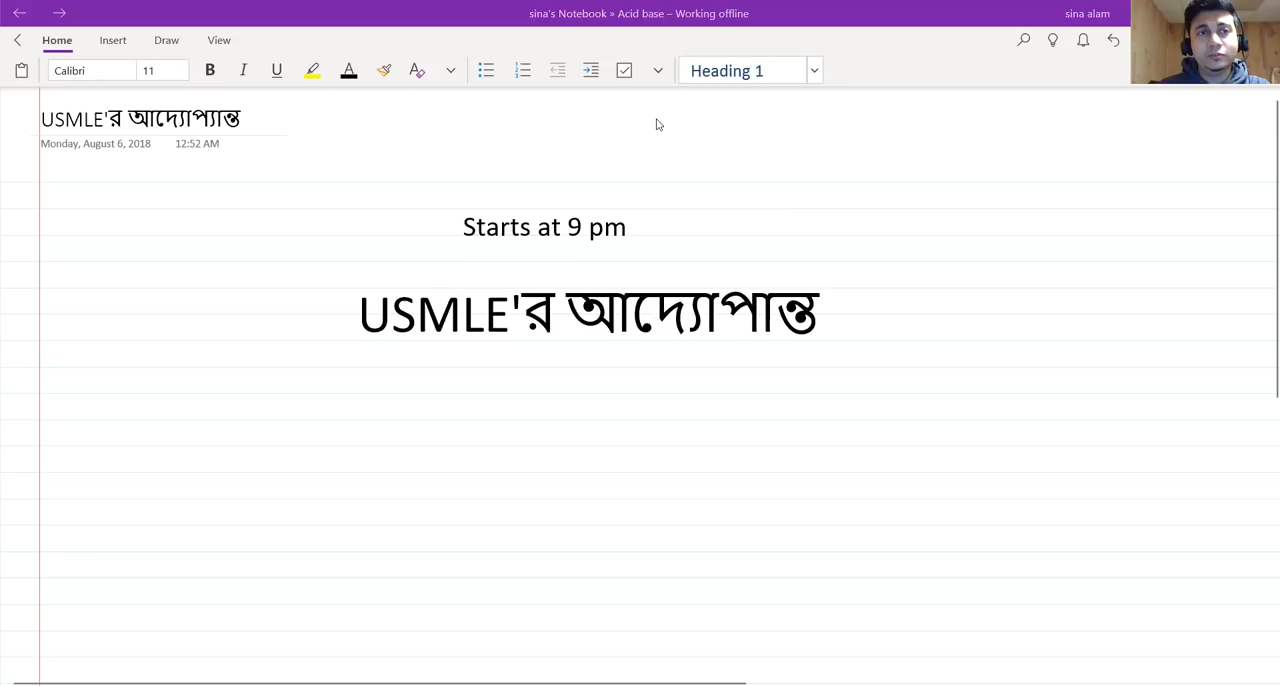 sina's Notebook » Acid base – Working offline
sina alam
Home Insert Draw View
Calibri 11 B I U A A Heading 1
USMLE'র আদ্যোপ্যান্ত
Monday, August 6, 2018 12:52 AM
Starts at 9 pm
USMLE'র আদ্যোপান্ত